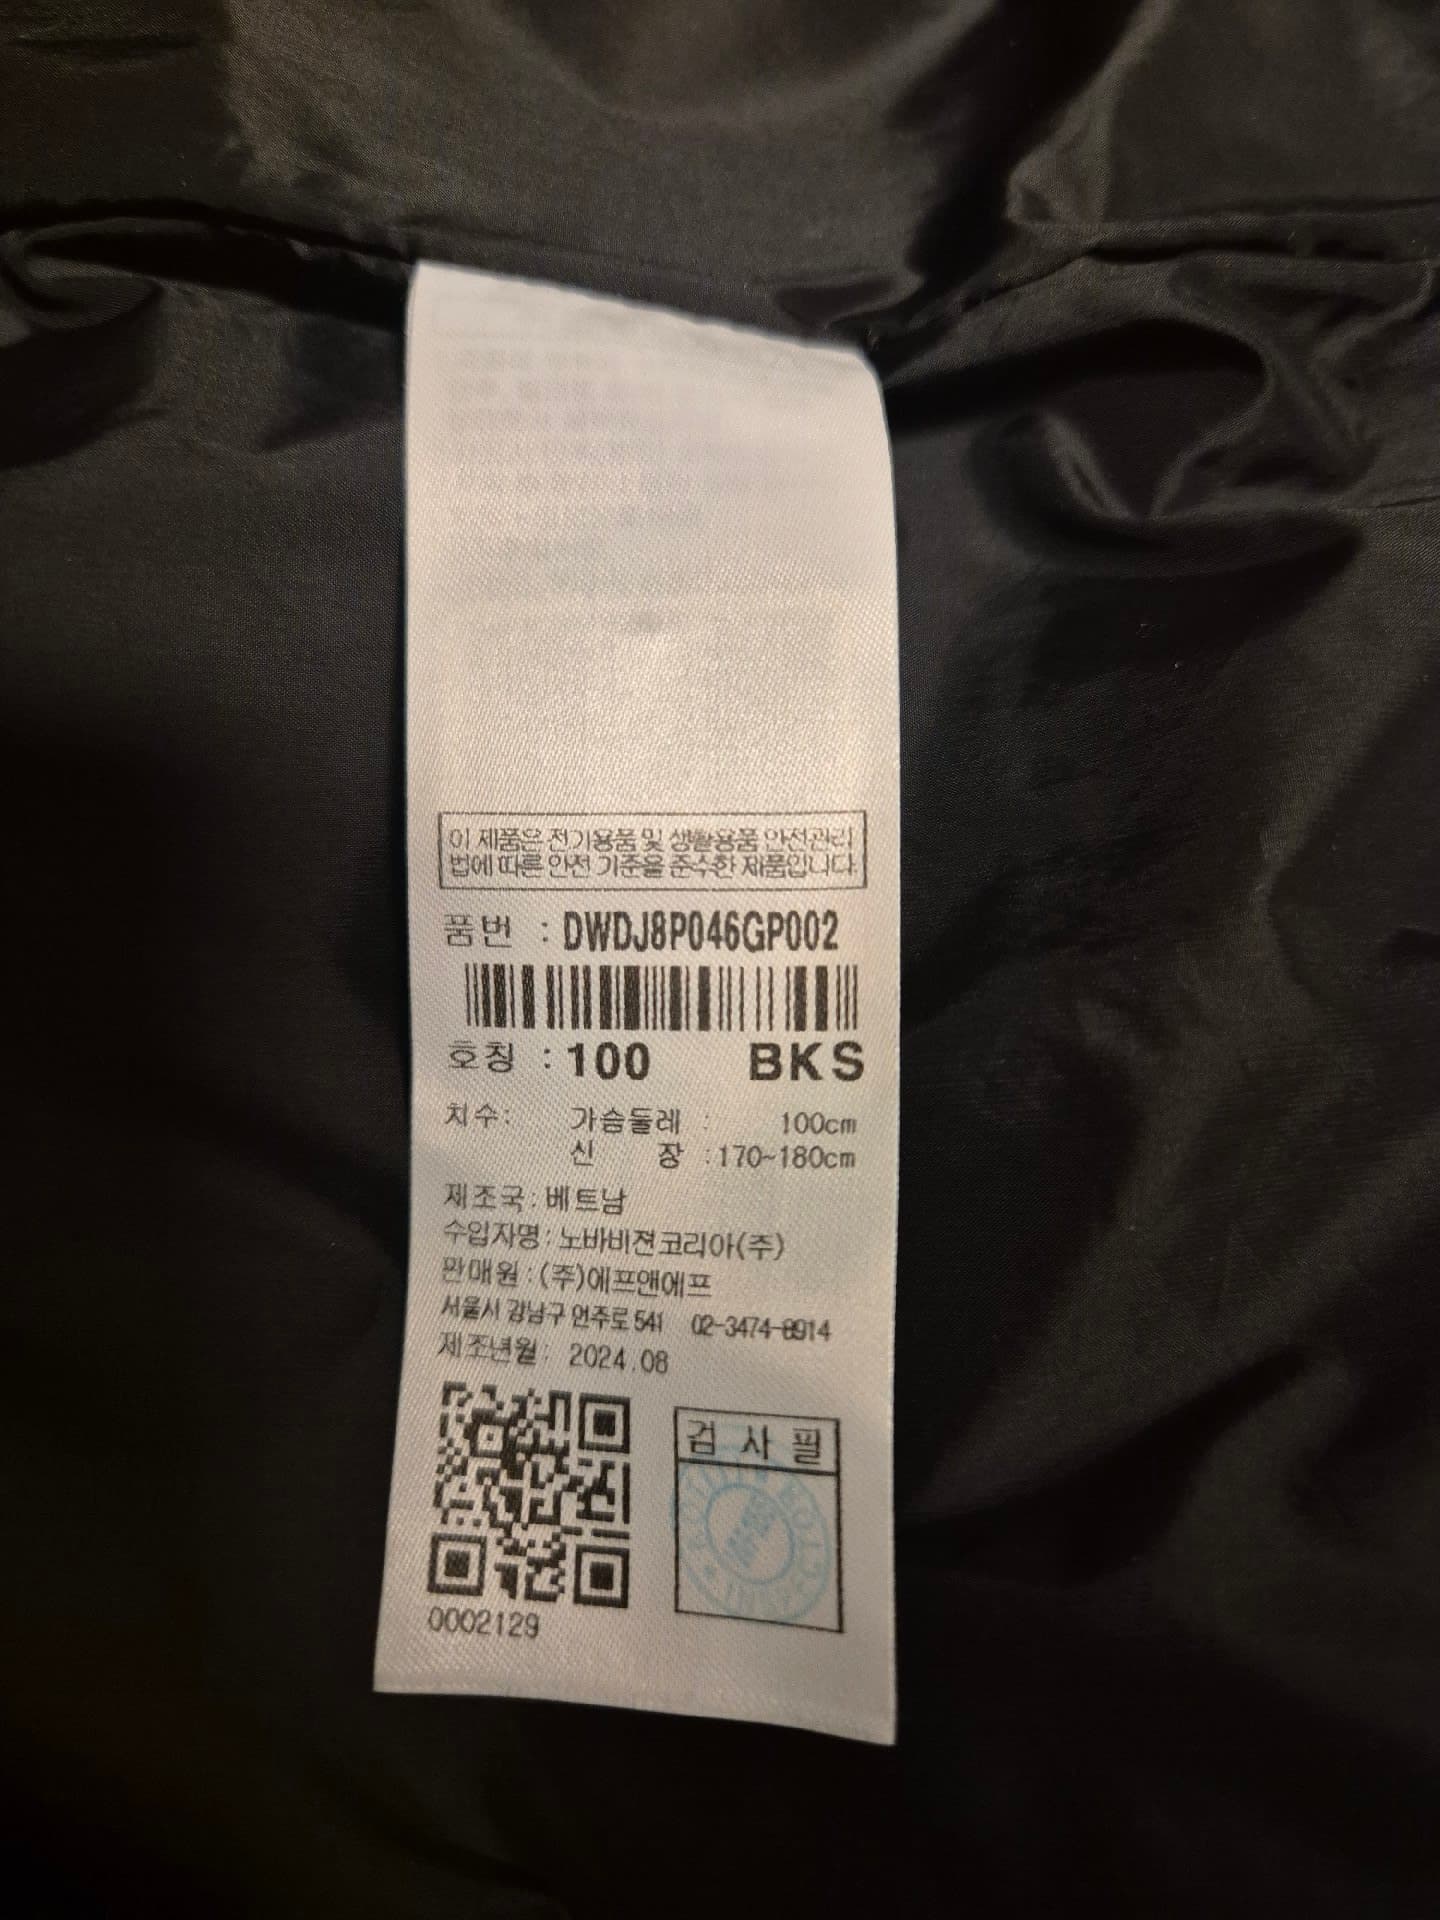 이 제품은 전기용품 및 생활용품 안전관리
법에 따른 안전 기준을 준수한 제품입니다.
품번 : DWDJ8P046GP002
호칭 : 100 BKS
치수: 가슴둘레 : 100cm
신 장 :170~180cm
제조국 : 베트남
수입자명 : 노바비젼코리아(주)
판매원 : (주)에프앤에프
서울시 강남구 언주로 541 02-3474-8914
제조년월 : 2024.08
검 사 필
0002129